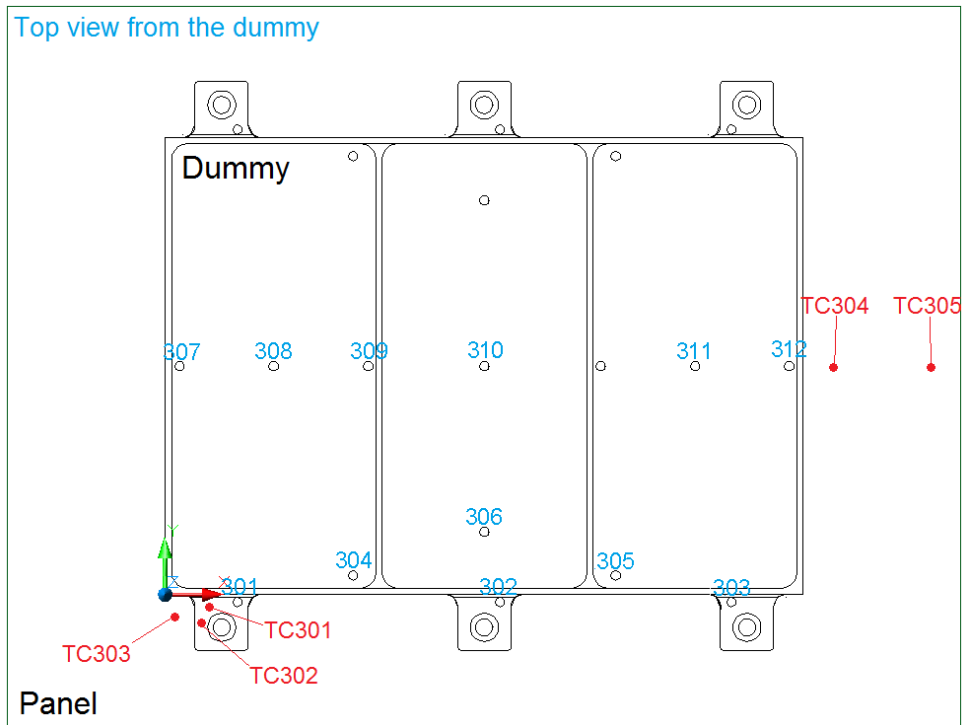 Top view from the dummy
Dummy
TC304 TC305
307 308 309 310 311 312
306
304 305
Y
Z X 301 302 303
TC301
TC303
TC302
Panel